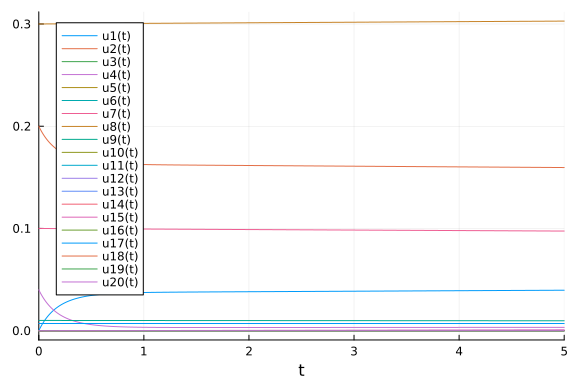 0.3
0.2
0.1
0.0
u1(t)
u2(t)
u3(t)
u4(t)
u5(t)
u6(t)
u7(t)
u8(t)
u9(t)
u10(t)
u11(t)
u12(t)
u13(t)
u14(t)
u15(t)
u16(t)
u17(t)
u18(t)
u19(t)
u20(t)
0 1 2 3 4 5
t